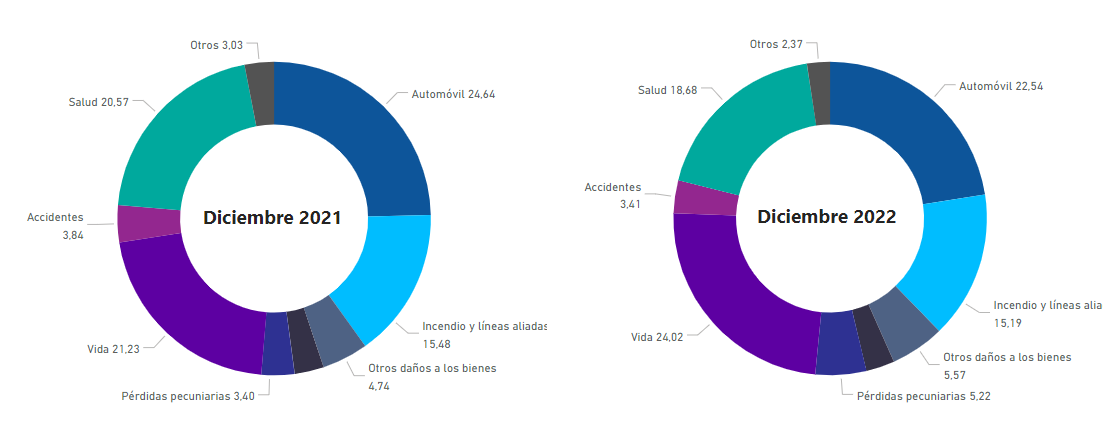 Diciembre 2021
Otros 3,03
Automóvil 24,64
Salud 20,57
Accidentes
3,84
Incendio y líneas aliadas
15,48
Vida 21,23
Otros daños a los bienes
4,74
Pérdidas pecuniarias 3,40
Diciembre 2022
Otros 2,37
Automóvil 22,54
Salud 18,68
Accidentes
3,41
Incendio y líneas alia
15,19
Vida 24,02
Otros daños a los bienes
5,57
Pérdidas pecuniarias 5,22